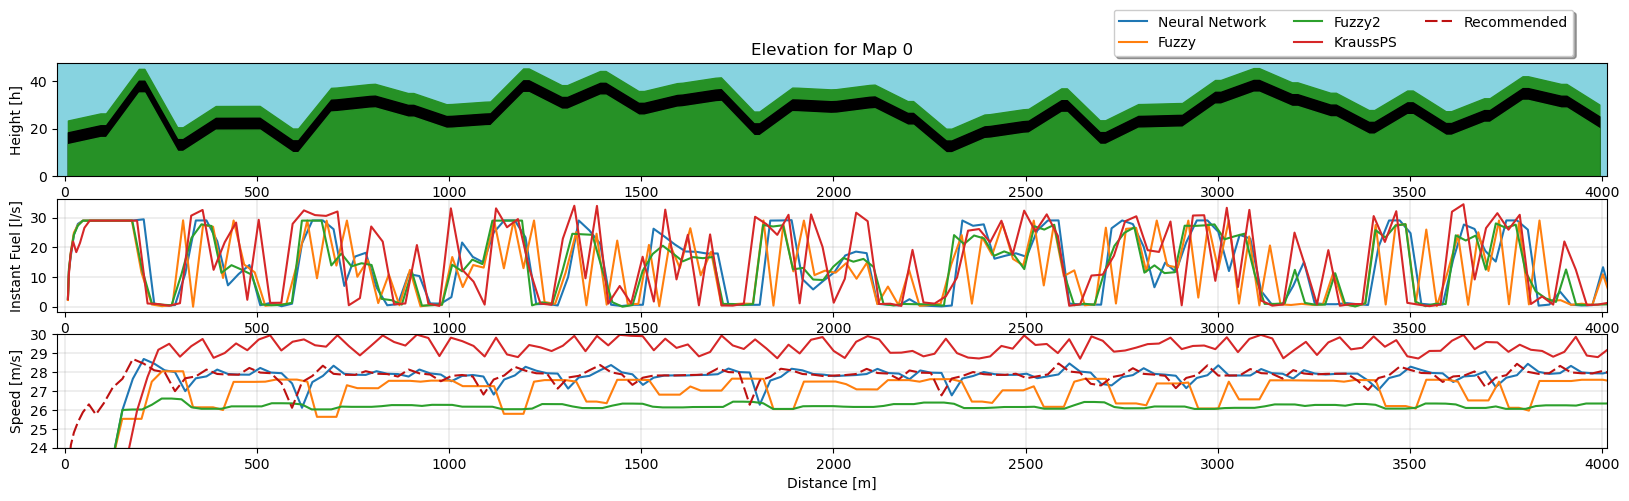 Neural Network Fuzzy2 Recommended
Fuzzy KraussPS
Elevation for Map 0
Height [h]
40
20
0
0 500 1000 1500 2000 2500 3000 3500 4000
Instant Fuel [l/s]
30
20
10
0
0 500 1000 1500 2000 2500 3000 3500 4000
Speed [m/s]
30
29
28
27
26
25
24
0 500 1000 1500 2000 2500 3000 3500 4000
Distance [m]